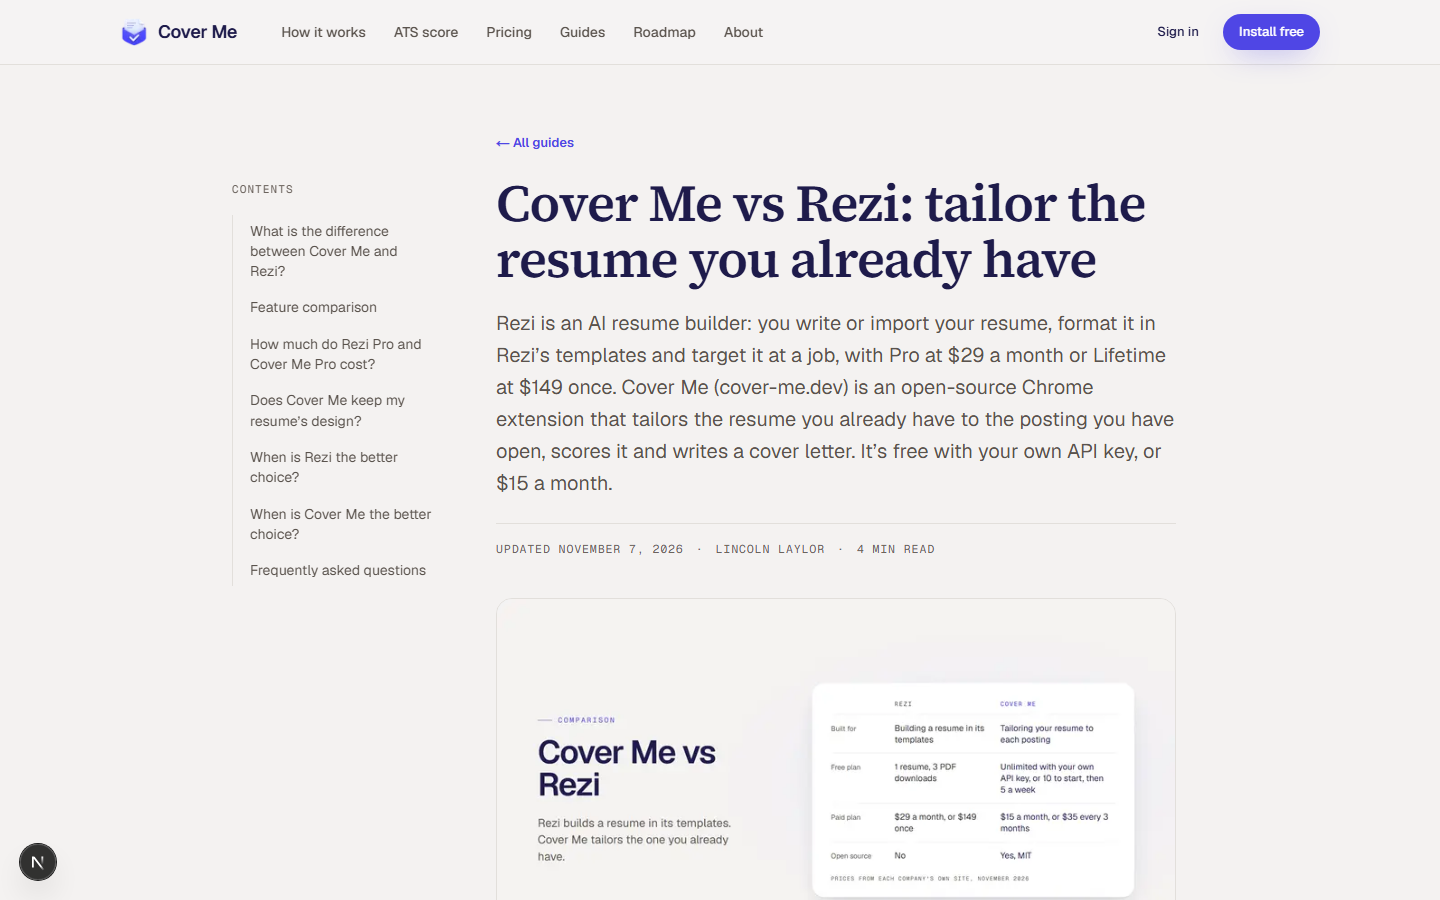 Cover Me
How it works
ATS score
Pricing
Guides
Roadmap
About
Sign in
Install free
← All guides
CONTENTS
What is the difference
between Cover Me and
Rezi?
Feature comparison
How much do Rezi Pro and
Cover Me Pro cost?
Does Cover Me keep my
resume's design?
When is Rezi the better
choice?
When is Cover Me the better
choice?
Frequently asked questions
Cover Me vs Rezi: tailor the
resume you already have
Rezi is an AI resume builder: you write or import your resume, format it in
Rezi’s templates and target it at a job, with Pro at $29 a month or Lifetime
at $149 once. Cover Me (cover-me.dev) is an open-source Chrome
extension that tailors the resume you already have to the posting you have
open, scores it and writes a cover letter. It’s free with your own API key, or
$15 a month.
UPDATED NOVEMBER 7, 2026 · LINCOLN LAYLOR · 4 MIN READ
COMPARISON
Cover Me vs
Rezi
Rezi builds a resume in its templates.
Cover Me tailors the one you already
have.
REZI
COVER ME
Built for
Building a resume in its
templates
Tailoring your resume to
each posting
Free plan
1 resume, 3 PDF
downloads
Unlimited with your own
API key, or 10 to start, then
5 a week
Paid plan
$29 a month, or $149
once
$15 a month, or $35 every 3
months
Open source
No
Yes, MIT
PRICES FROM EACH COMPANY'S OWN SITE, NOVEMBER 2026
N